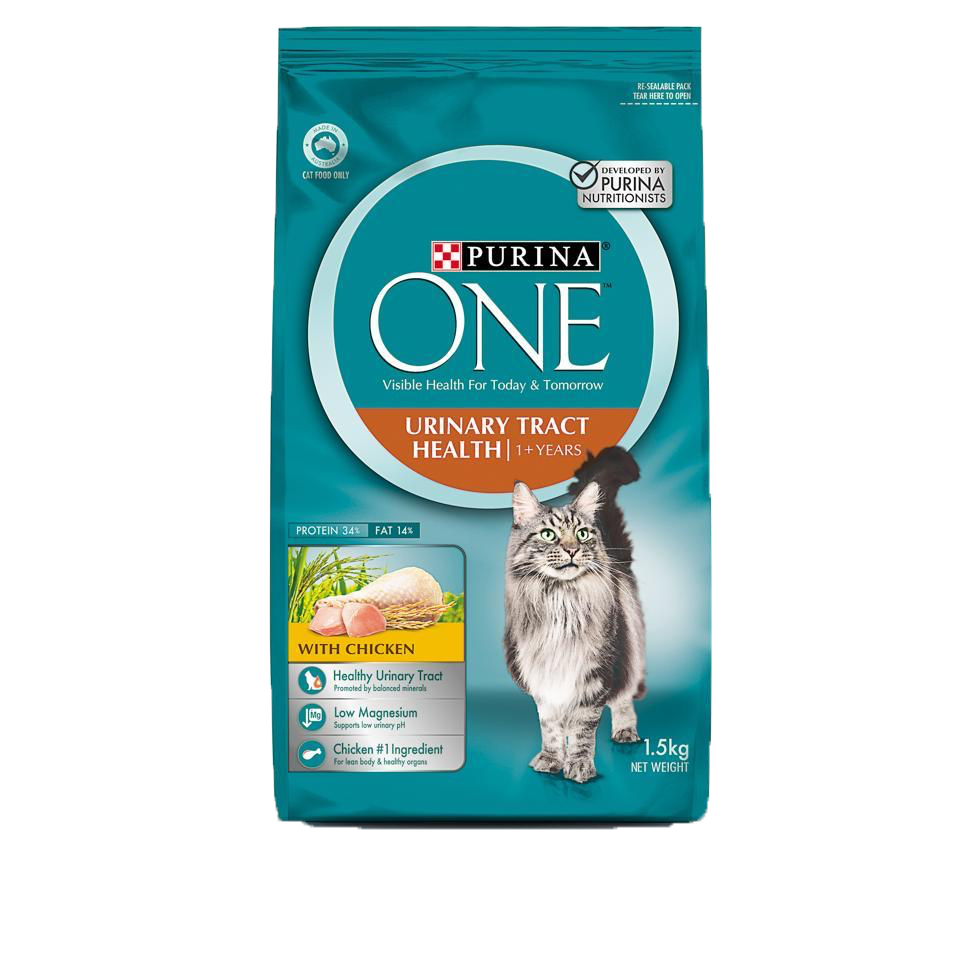 RE-SEALABLE PACK
TEAR HERE TO OPEN
MADE IN
AUSTRALIA
CAT FOOD ONLY
DEVELOPED BY
PURINA
NUTRITIONISTS
PURINA®
ONE™
Visible Health For Today & Tomorrow
URINARY TRACT
HEALTH | 1+ YEARS
PROTEIN 34% FAT 14%
WITH CHICKEN
Healthy Urinary Tract
Promoted by balanced minerals
Mg
Low Magnesium
Supports low urinary pH
Chicken #1 Ingredient
For lean body & healthy organs
1.5kg
NET WEIGHT